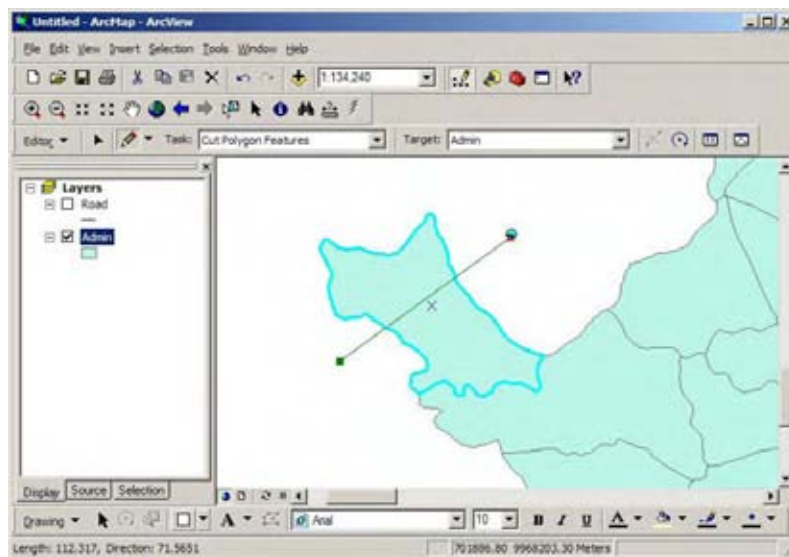 Untitled - ArcMap - ArcView
File Edit View Insert Selection Tools Window Help
1:134,240
Editor Task: Cut Polygon Features Target: Admin
Layers
Road
Admin
Display Source Selection
Drawing A Arial 10 B I U A
Length: 112.317, Direction: 71.5651 701886.80 9968203.30 Meters